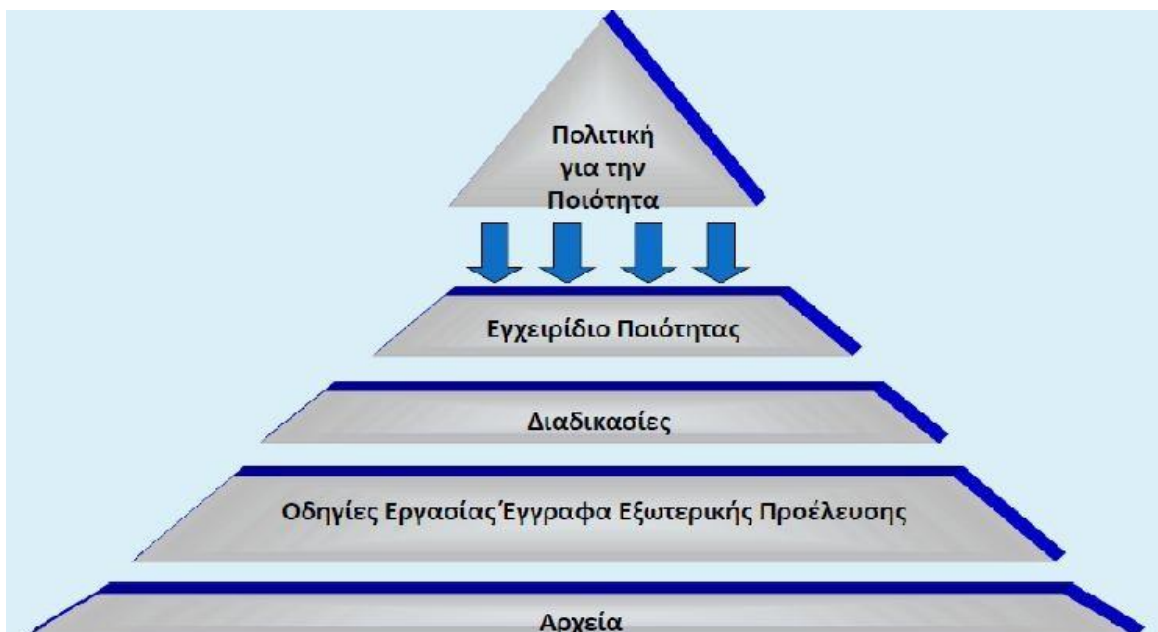 Πολιτική
για την
Ποιότητα
Εγχειρίδιο Ποιότητας
Διαδικασίες
Οδηγίες Εργασίας Έγγραφα Εξωτερικής Προέλευσης
Αρχεία